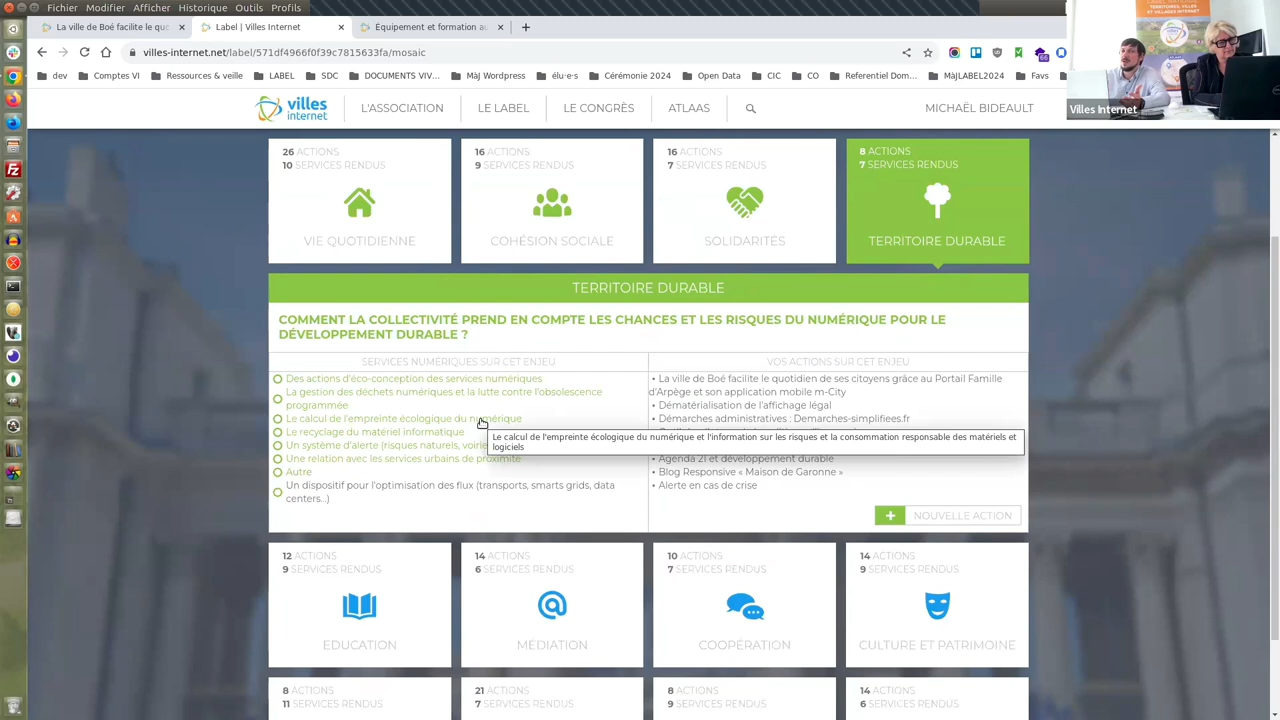 Fichier Modifier Afficher Historique Favoris Outils Profils
La ville de Boé facilite le quo
Label | Villes Internet
Équipement et formation à
villes-internet.net/label/571df4966f0f39c7815633fa/mosaic
dev
Comptes VI
Ressources & veille
LABEL
SDC
DOCUMENTS VIV...
Màj Wordpress
élu·e·s
Cérémonie 2024
Open Data
CIC
CO
Referentiel Dom...
MàjLABEL2024
Favs
66
TERRITOIRES, VILLES
ET VILLAGES INTERNET
Villes Internet
villes
internet
L'ASSOCIATION
LE LABEL
LE CONGRÈS
ATLAAS
MICHAËL BIDEAULT
26 ACTIONS
10 SERVICES RENDUS
VIE QUOTIDIENNE
16 ACTIONS
9 SERVICES RENDUS
COHÉSION SOCIALE
16 ACTIONS
7 SERVICES RENDUS
SOLIDARITÉS
8 ACTIONS
7 SERVICES RENDUS
TERRITOIRE DURABLE
TERRITOIRE DURABLE
COMMENT LA COLLECTIVITÉ PREND EN COMPTE LES CHANCES ET LES RISQUES DU NUMÉRIQUE POUR LE
DÉVELOPPEMENT DURABLE ?
SERVICES NUMÉRIQUES SUR CET ENJEU
Des actions d'éco-conception des services numériques
La gestion des déchets numériques et la lutte contre l'obsolescence
programmée
Le calcul de l'empreinte écologique du numérique
Le recyclage du matériel informatique
Un système d'alerte (risques naturels, voirie
Une relation avec les services urbains de proximité
Autre
Un dispositif pour l'optimisation des flux (transports, smarts grids, data
centers...)
VOS ACTIONS SUR CET ENJEU
• La ville de Boé facilite le quotidien de ses citoyens grâce au Portail Famille
d'Arpège et son application mobile m-City
• Dématérialisation de l'affichage légal
• Démarches administratives : Demarches-simplifiees.fr
Le calcul de l'empreinte écologique du numérique et l'information sur les risques et la consommation responsable des matériels et
logiciels
• Agenda 21 et développement durable
• Blog Responsive « Maison de Garonne »
• Alerte en cas de crise
+ NOUVELLE ACTION
12 ACTIONS
9 SERVICES RENDUS
EDUCATION
14 ACTIONS
6 SERVICES RENDUS
MÉDIATION
10 ACTIONS
7 SERVICES RENDUS
COOPÉRATION
14 ACTIONS
9 SERVICES RENDUS
CULTURE ET PATRIMOINE
8 ACTIONS
11 SERVICES RENDUS
21 ACTIONS
7 SERVICES RENDUS
8 ACTIONS
9 SERVICES RENDUS
14 ACTIONS
6 SERVICES RENDUS